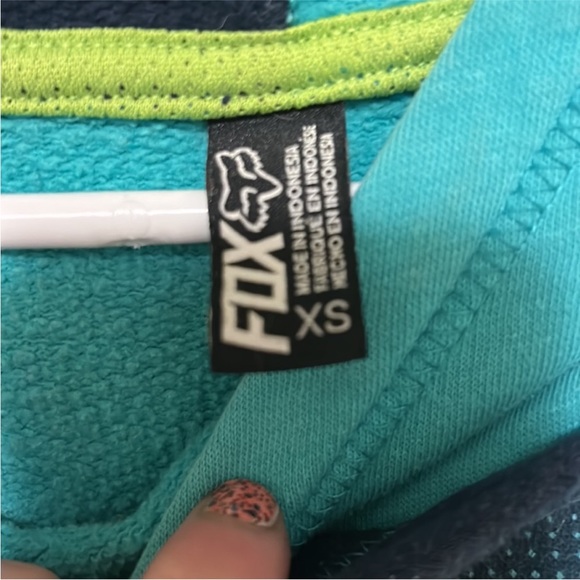 FOX
MADE IN INDONESIA
FABRIQUÉ EN INDONÉSIE
HECHO EN INDONESIA
XS